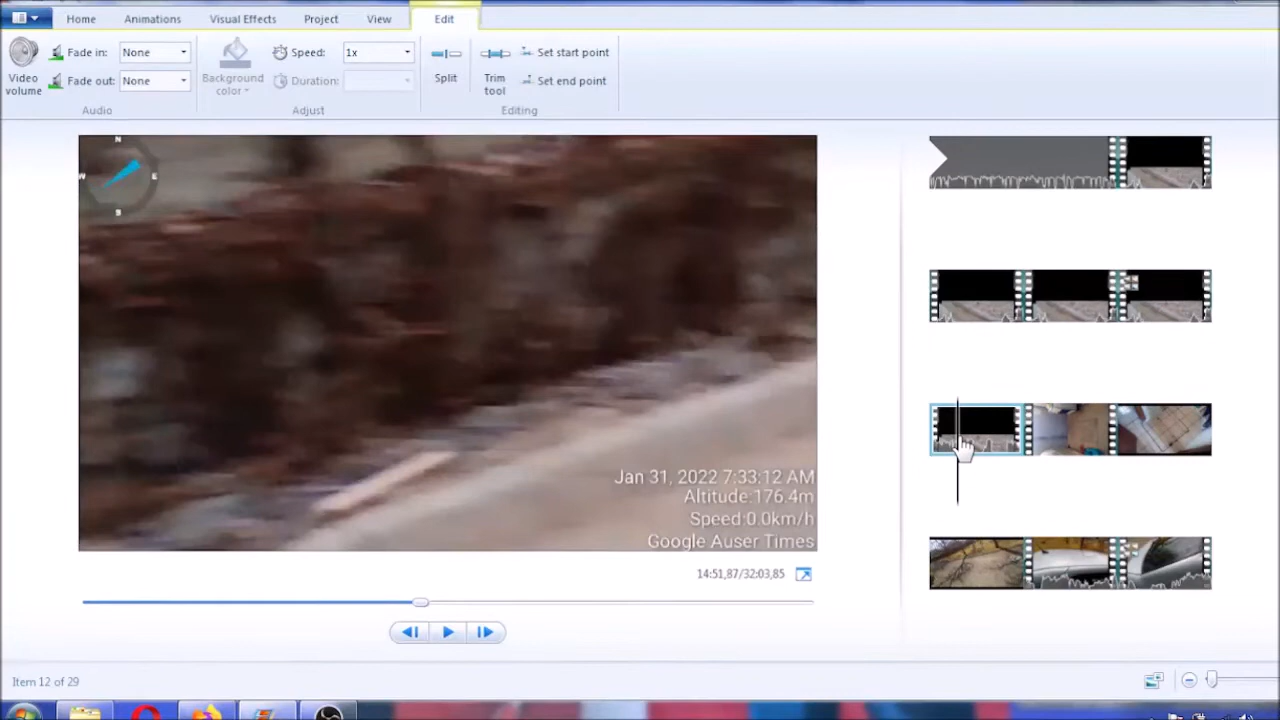 Home Animations Visual Effects Project View Edit
Video volume
Fade in: None
Fade out: None
Audio
Background color
Speed: 1x
Duration:
Adjust
Split
Trim tool
Set start point
Set end point
Editing
N
W E
S
Jan 31, 2022 7:33:12 AM
Altitude:176.4m
Speed:0.0km/h
Google Auser Times
14:51,87/32:03,85
Item 12 of 29